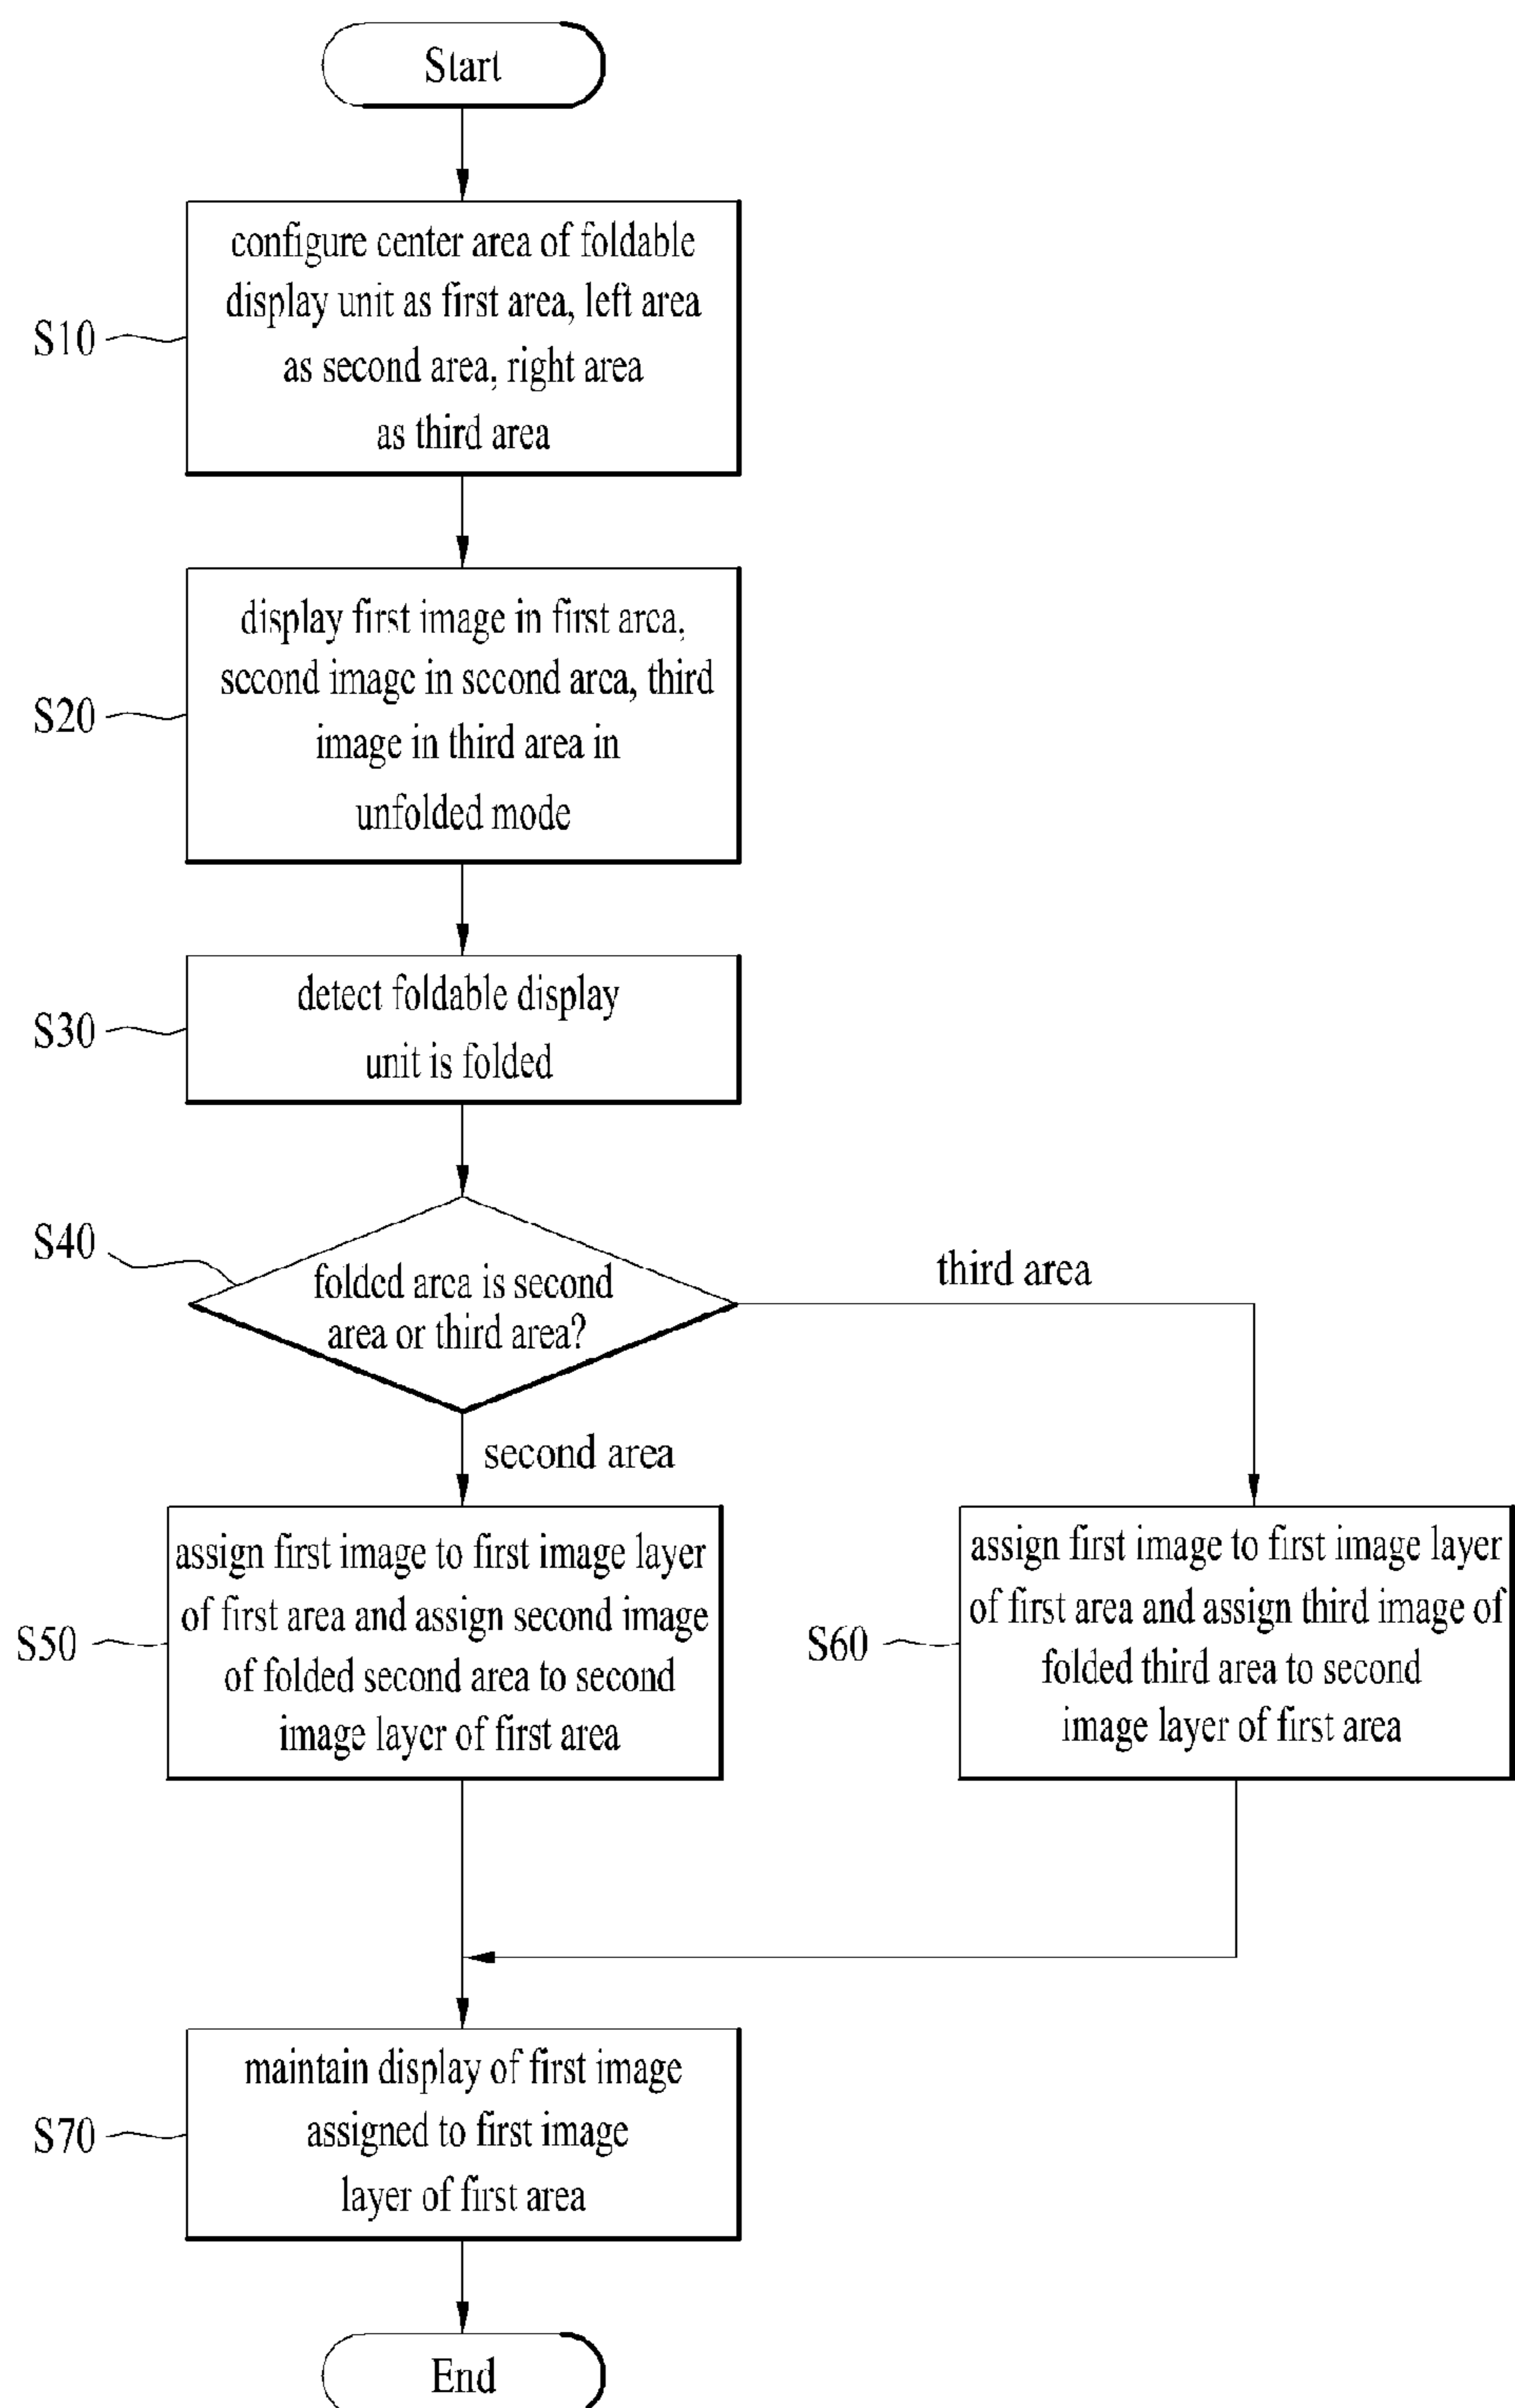 Start
configure center area of foldable
display unit as first area, left area
as second area, right area
as third area
S10
display first image in first area,
second image in second area, third
image in third area in
unfolded mode
S20
detect foldable display
unit is folded
S30
S40
folded area is second
area or third area?
third area
second area
assign first image to first image layer
of first area and assign second image
of folded second area to second
image layer of first area
S50
assign first image to first image layer
of first area and assign third image of
folded third area to second
image layer of first area
S60
maintain display of first image
assigned to first image
layer of first area
S70
End